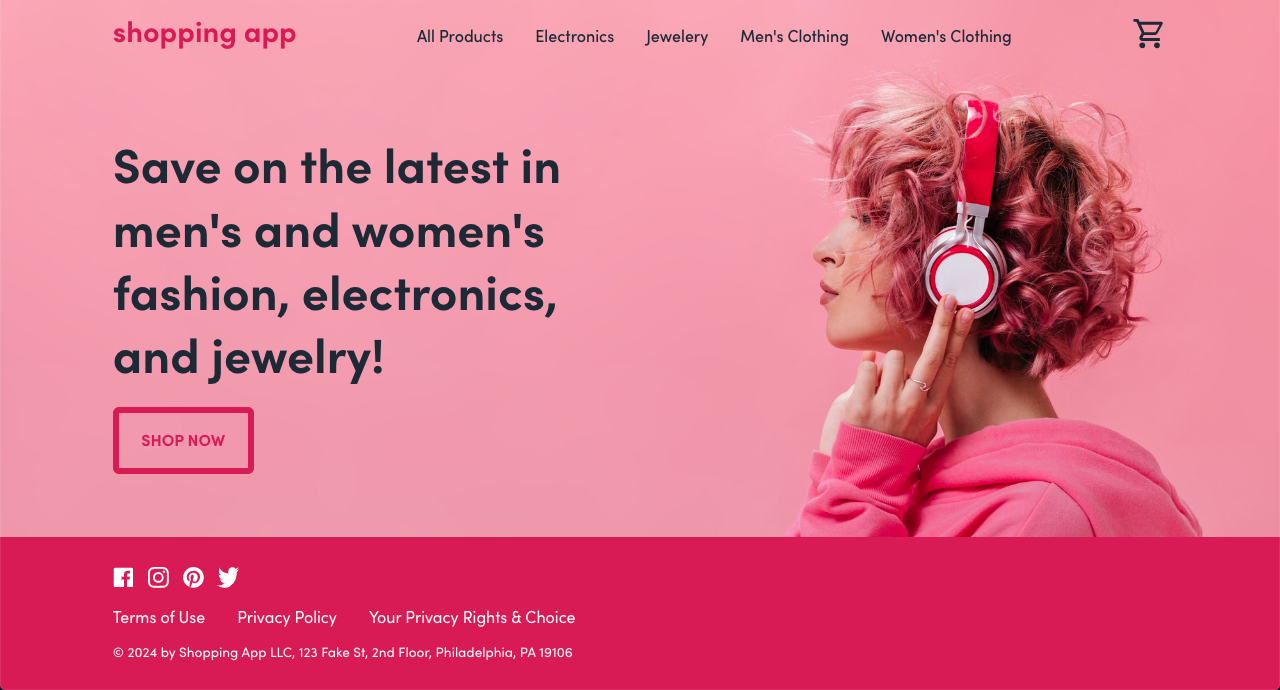 shopping app
All Products Electronics Jewelery Men's Clothing Women's Clothing
Save on the latest in
men's and women's
fashion, electronics,
and jewelry!
SHOP NOW
Terms of Use Privacy Policy Your Privacy Rights & Choice
© 2024 by Shopping App LLC, 123 Fake St, 2nd Floor, Philadelphia, PA 19106